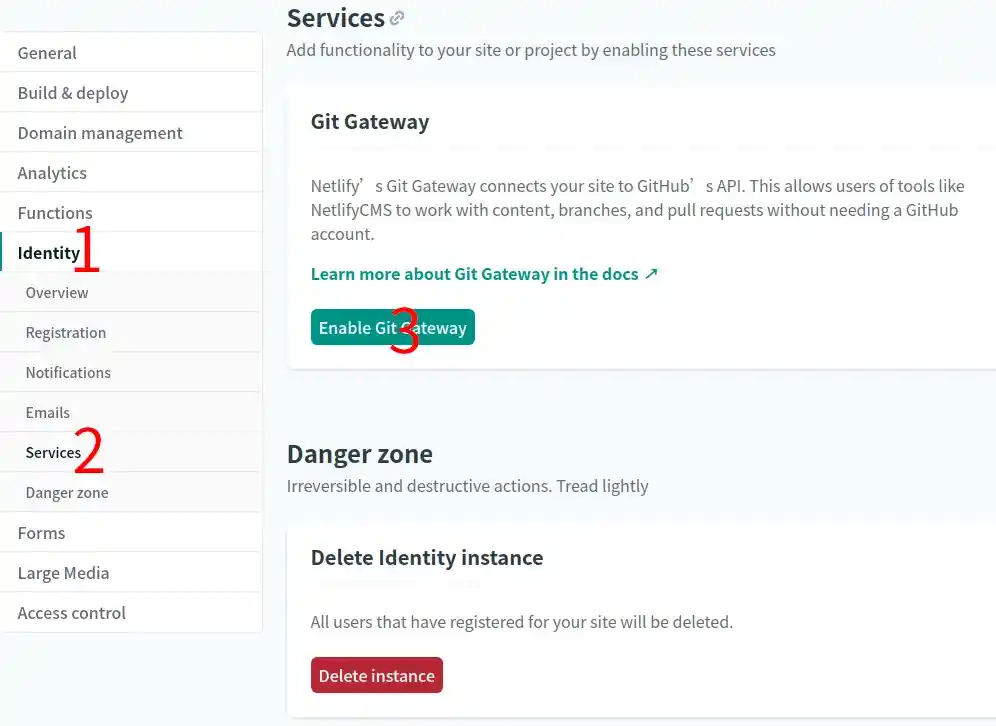 General
Build & deploy
Domain management
Analytics
Functions
Identity 1
Overview
Registration
Notifications
Emails
Services 2
Danger zone
Forms
Large Media
Access control
Services
Add functionality to your site or project by enabling these services
Git Gateway
Netlify’s Git Gateway connects your site to GitHub’s API. This allows users of tools like
NetlifyCMS to work with content, branches, and pull requests without needing a GitHub
account.
Learn more about Git Gateway in the docs ↗
Enable Git Gateway 3
Danger zone
Irreversible and destructive actions. Tread lightly
Delete Identity instance
All users that have registered for your site will be deleted.
Delete instance